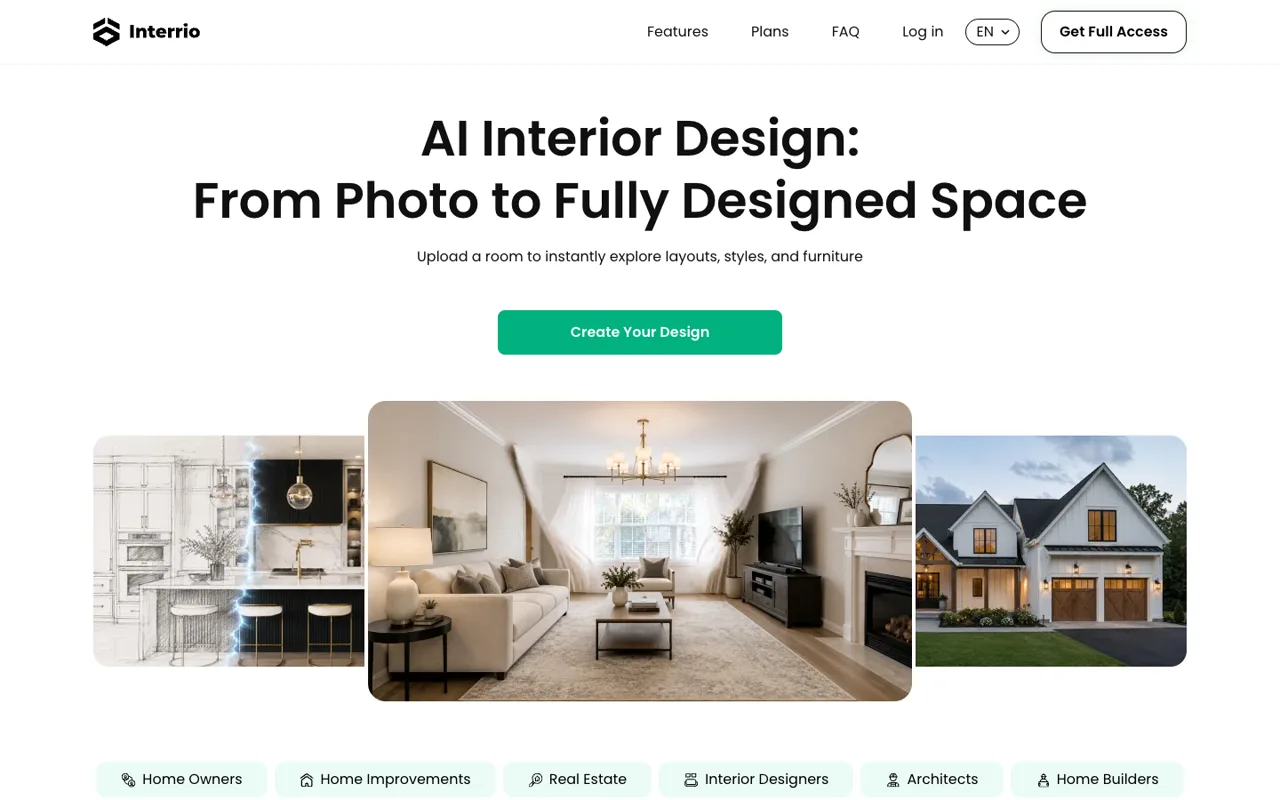 Interrio
Features
Plans
FAQ
Log in
EN
Get Full Access
AI Interior Design:
From Photo to Fully Designed Space
Upload a room to instantly explore layouts, styles, and furniture
Create Your Design
Home Owners
Home Improvements
Real Estate
Interior Designers
Architects
Home Builders